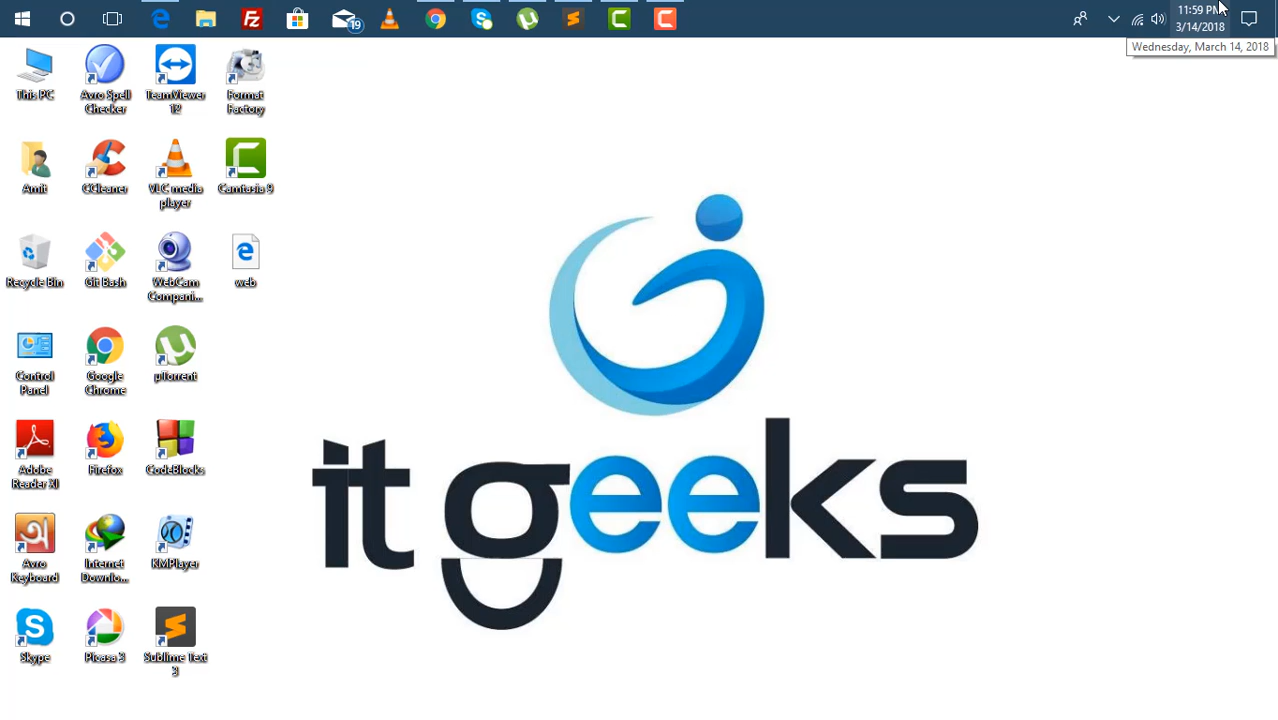 19
11:59 PM
3/14/2018
Wednesday, March 14, 2018
This PC
Avro Spell
Checker
TeamViewer
12
Format
Factory
Amit
CCleaner
VLC media
player
Camtasia 9
Recycle Bin
Git Bash
WebCam
Compani...
web
Control
Panel
Google
Chrome
µTorrent
Adobe
Reader XI
Firefox
CodeBlocks
Avro
Keyboard
Internet
Downlo...
KMPlayer
Skype
Picasa 3
Sublime Text
3
it geeks